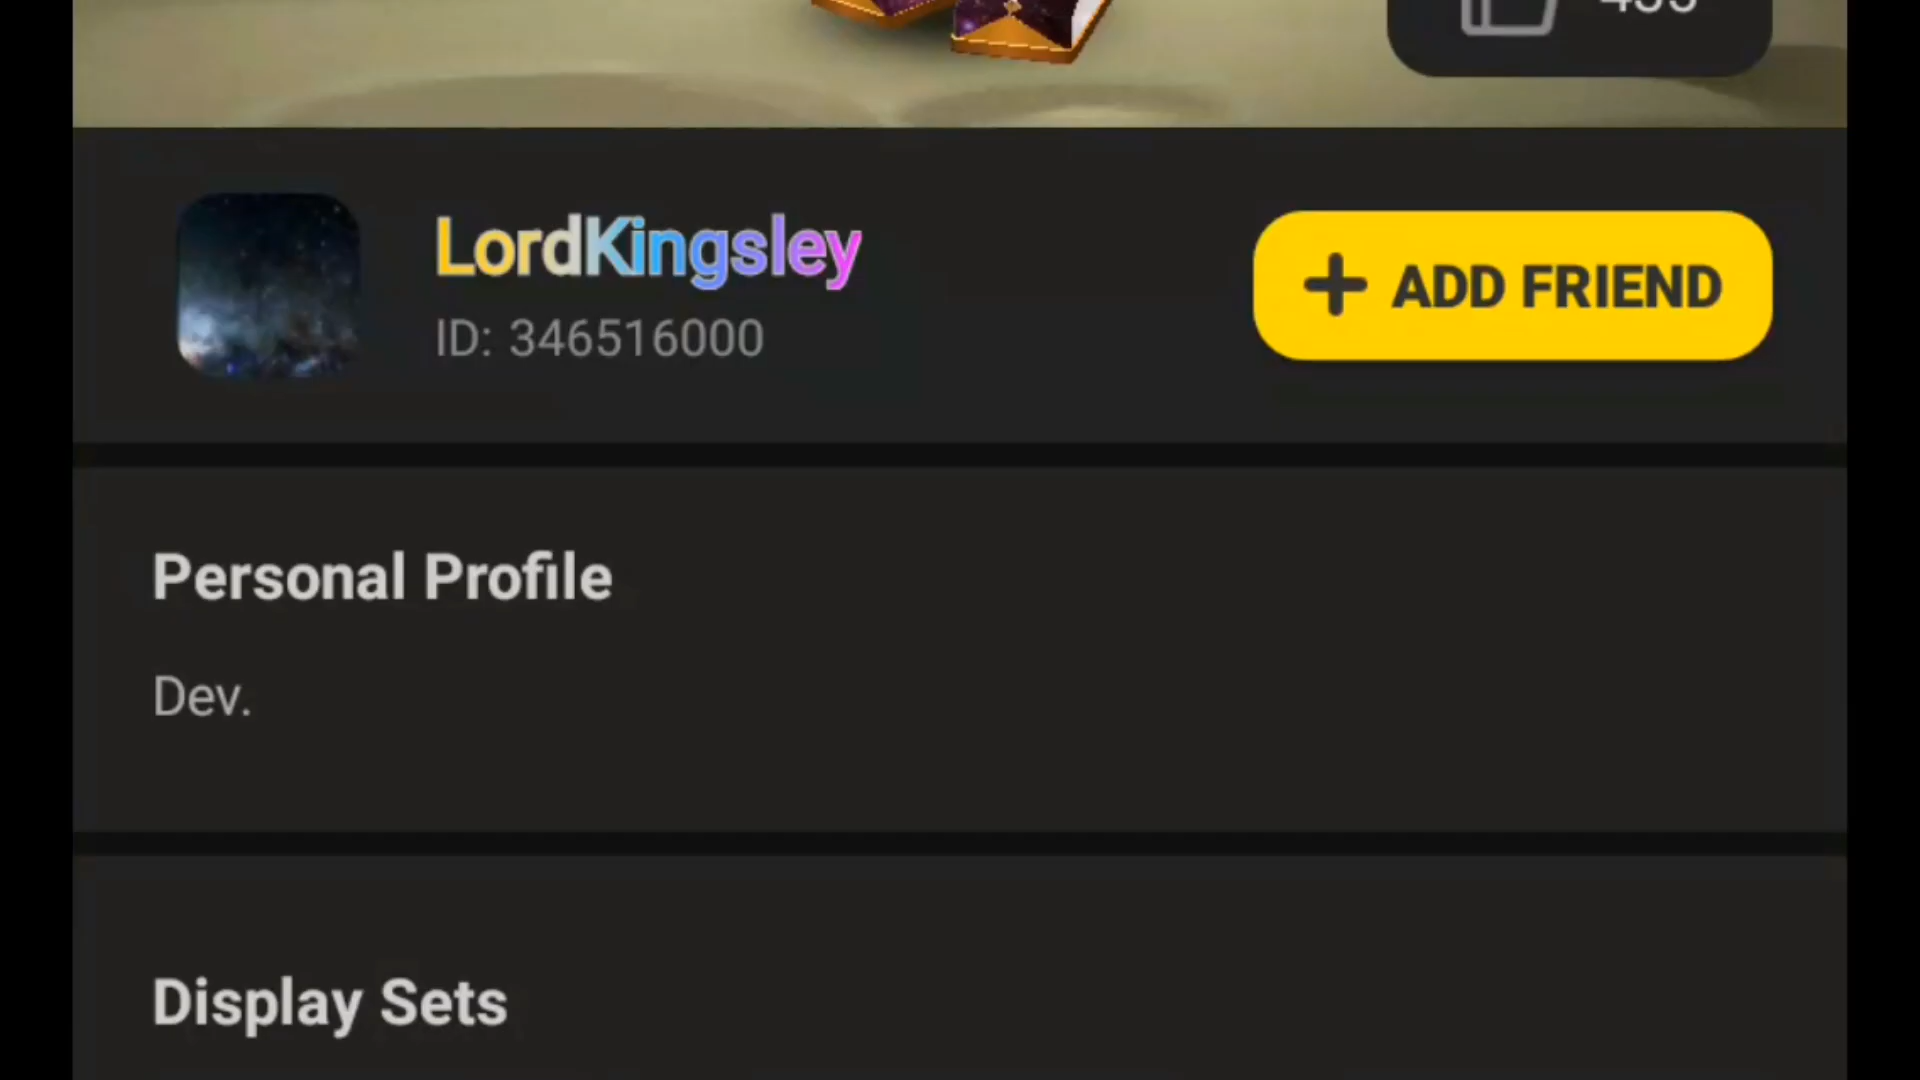 LordKingsley
ID: 346516000
ADD FRIEND
Personal Profile
Dev.
Display Sets